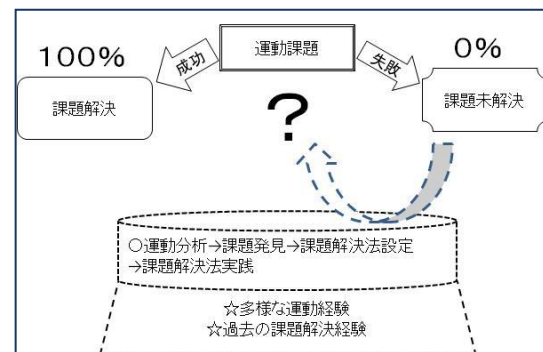 運動課題
100%
成功
失敗
0%
課題解決
課題未解決
?
○運動分析→課題発見→課題解決法設定
→課題解決法実践
☆多様な運動経験
☆過去の課題解決経験